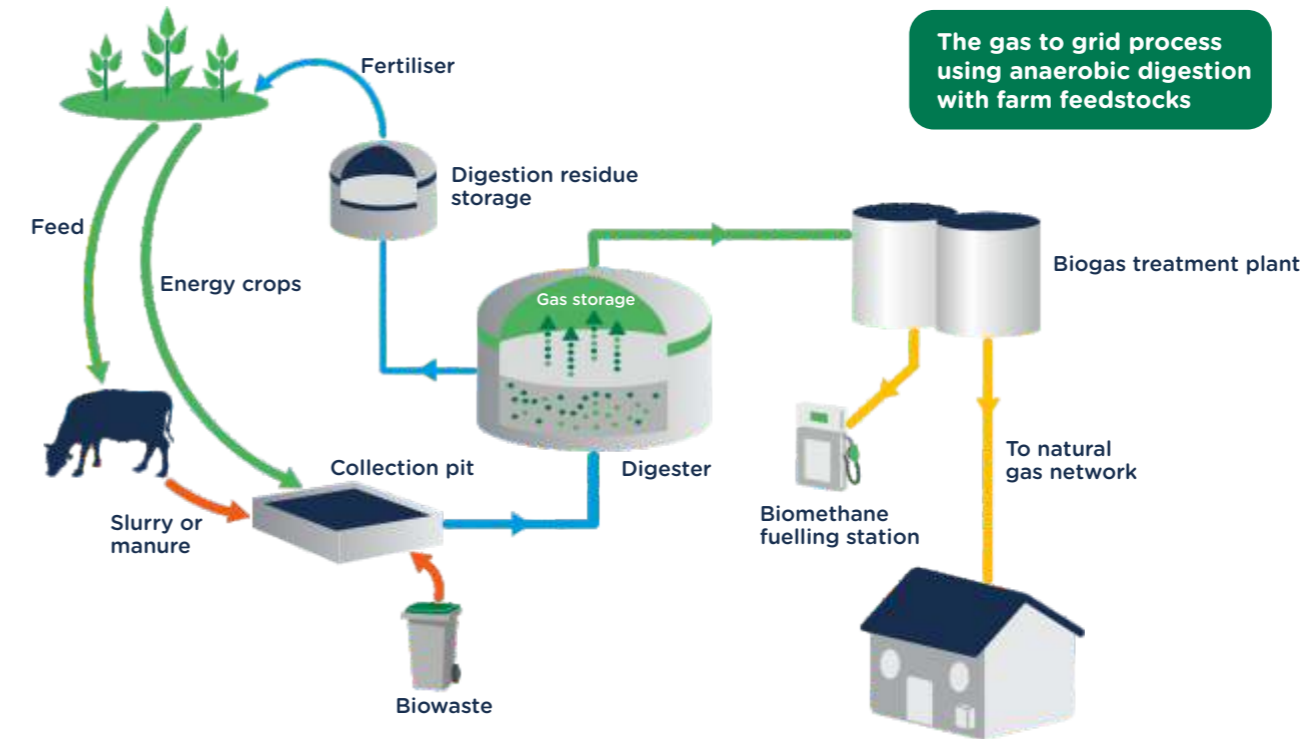 The gas to grid process
using anaerobic digestion
with farm feedstocks
Fertiliser
Digestion residue
storage
Feed
Energy crops
Gas storage
Biogas treatment plant
Collection pit
Digester
To natural
gas network
Slurry or
manure
Biomethane
fuelling station
Biowaste